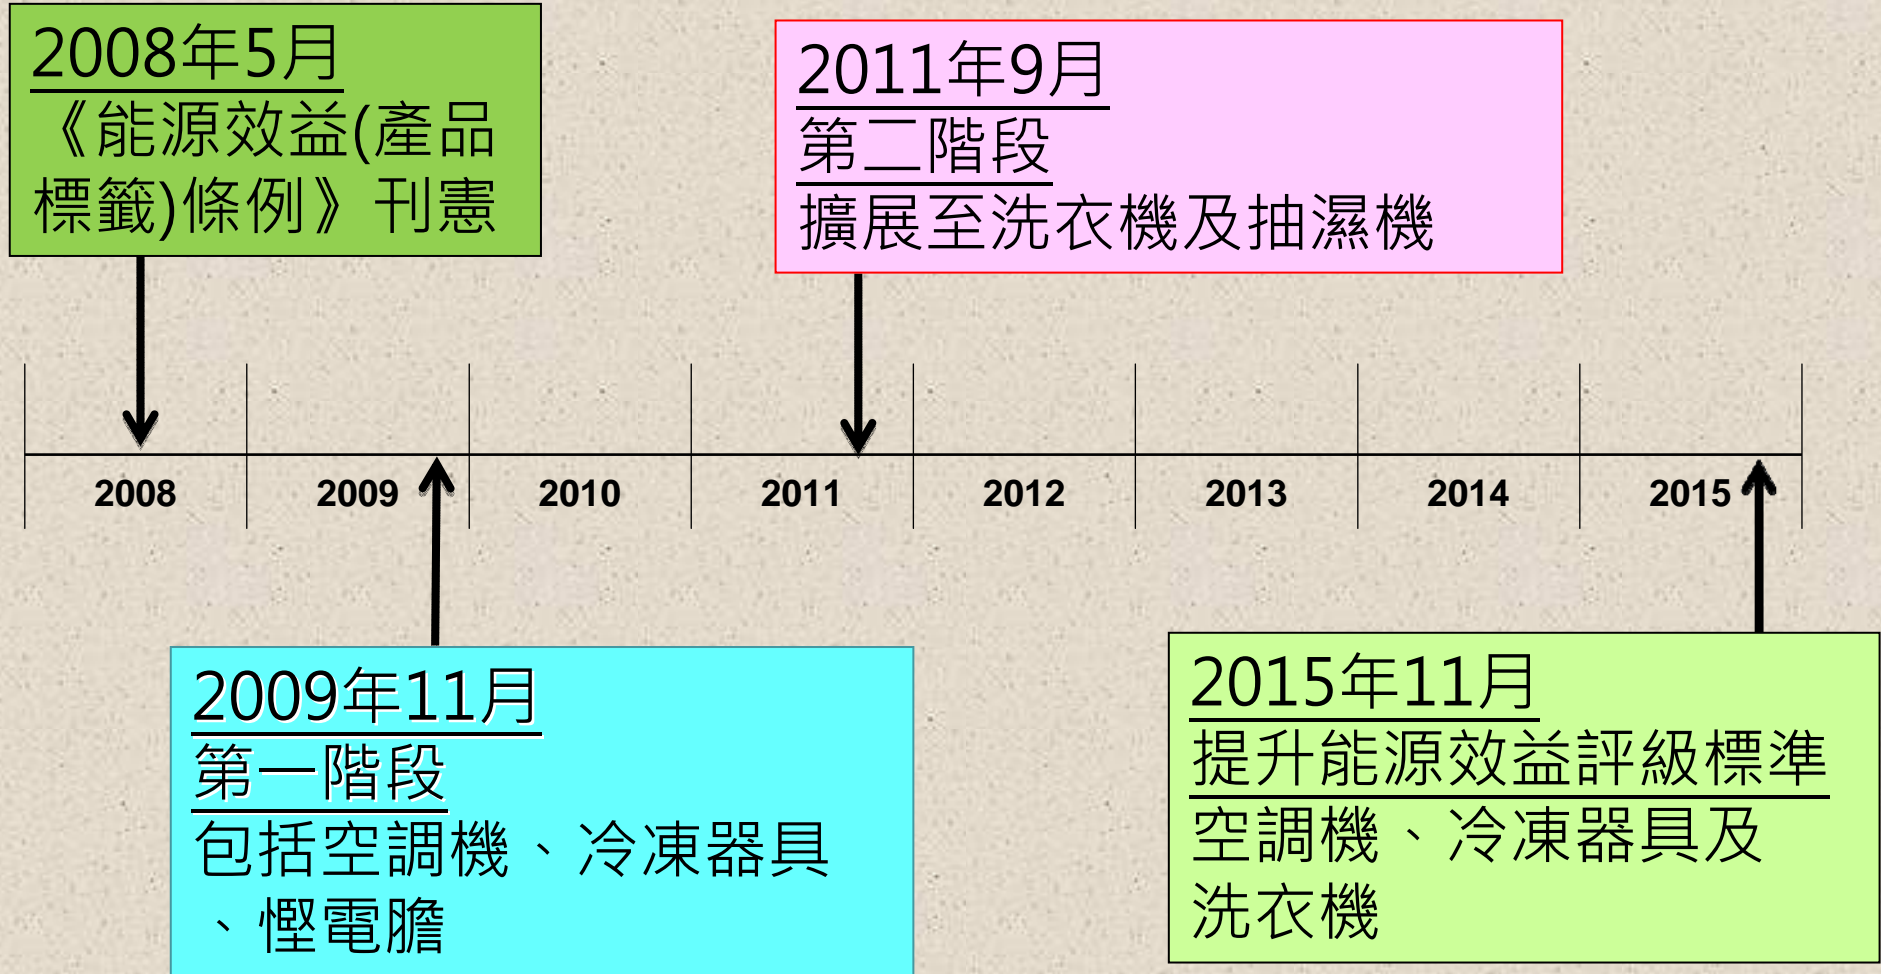 2008年5月
《能源效益(產品
標籤)條例》刊憲
2011年9月
第二階段
擴展至洗衣機及抽濕機
2008
2009
2010
2011
2012
2013
2014
2015
2009年11月
第一階段
包括空調機、冷凍器具
、慳電膽
2015年11月
提升能源效益評級標準
空調機、冷凍器具及
洗衣機